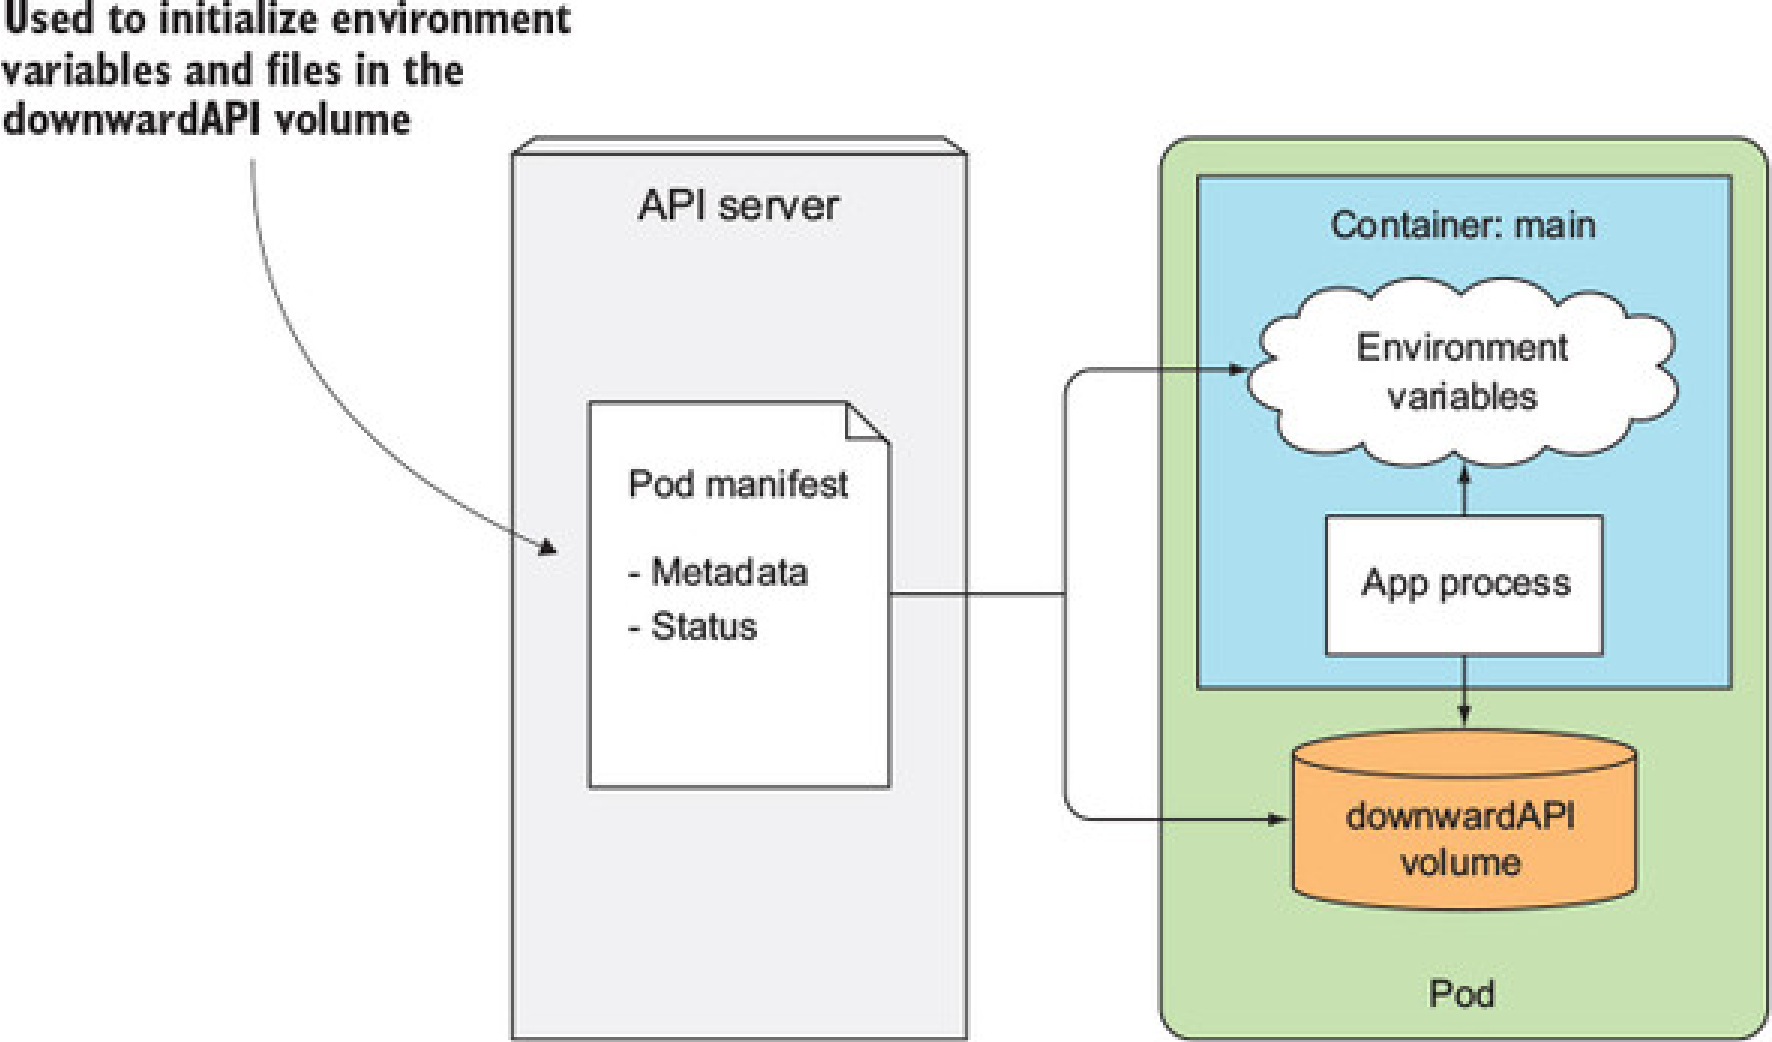 Used to initialize environment
variables and files in the
downwardAPI volume
API server
Pod manifest
- Metadata
- Status
Container: main
Environment
variables
App process
downwardAPI
volume
Pod